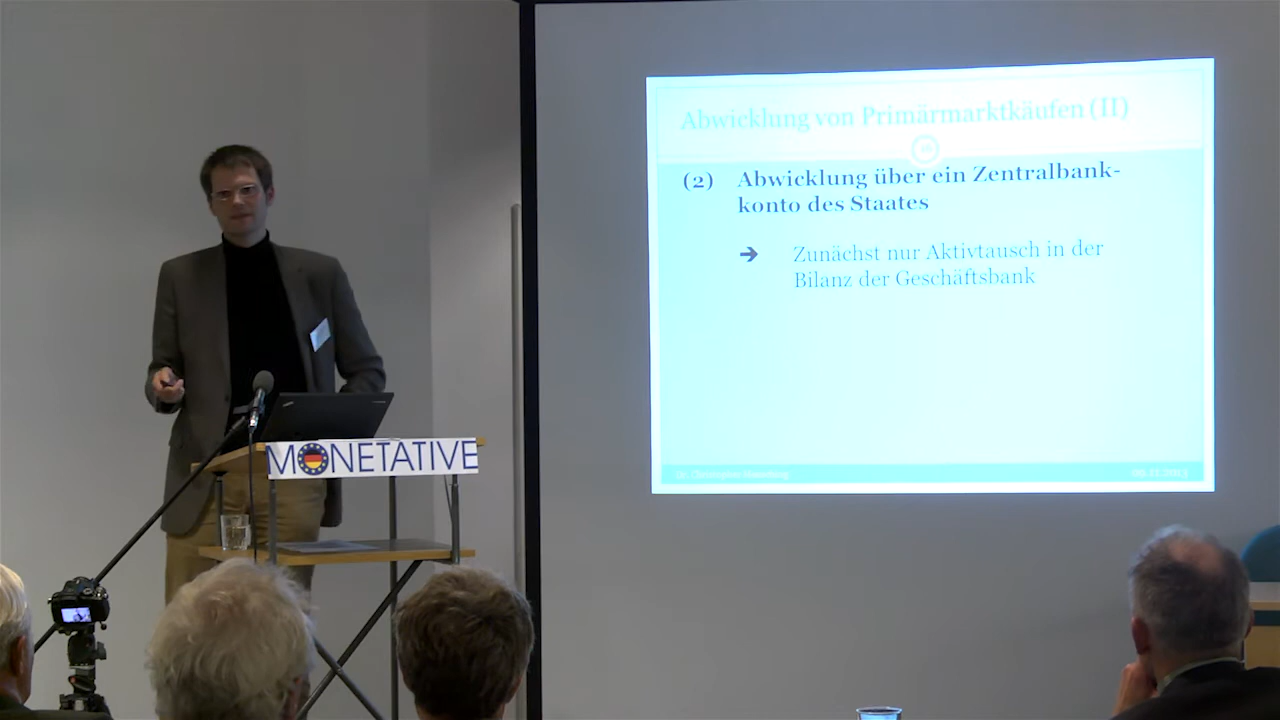 Abwicklung von Primärmarktkäufen (II)
(2) Abwicklung über ein Zentralbank-
konto des Staates
➔ Zunächst nur Aktivtausch in der
Bilanz der Geschäftsbank
MONETATIVE